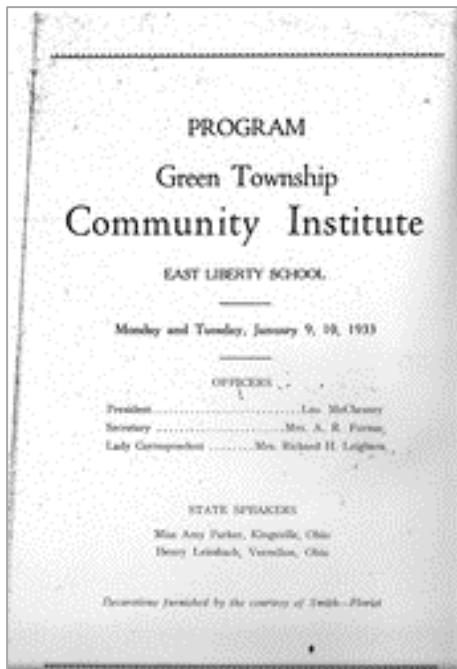 PROGRAM
Green Township
Community Institute
EAST LIBERTY SCHOOL
Monday and Tuesday, January 9, 10, 1933
OFFICERS
President............................Leo McChesney
Secretary ........................Mrs. A. R.
Lady Correspondent ........Mrs. Richard H. Leighton
STATE SPEAKERS
Miss Amy Parker, Kingsville, Ohio
Henry Leimbach, Vermilion, Ohio
Decorations furnished by the courtesy of Smith—Florist